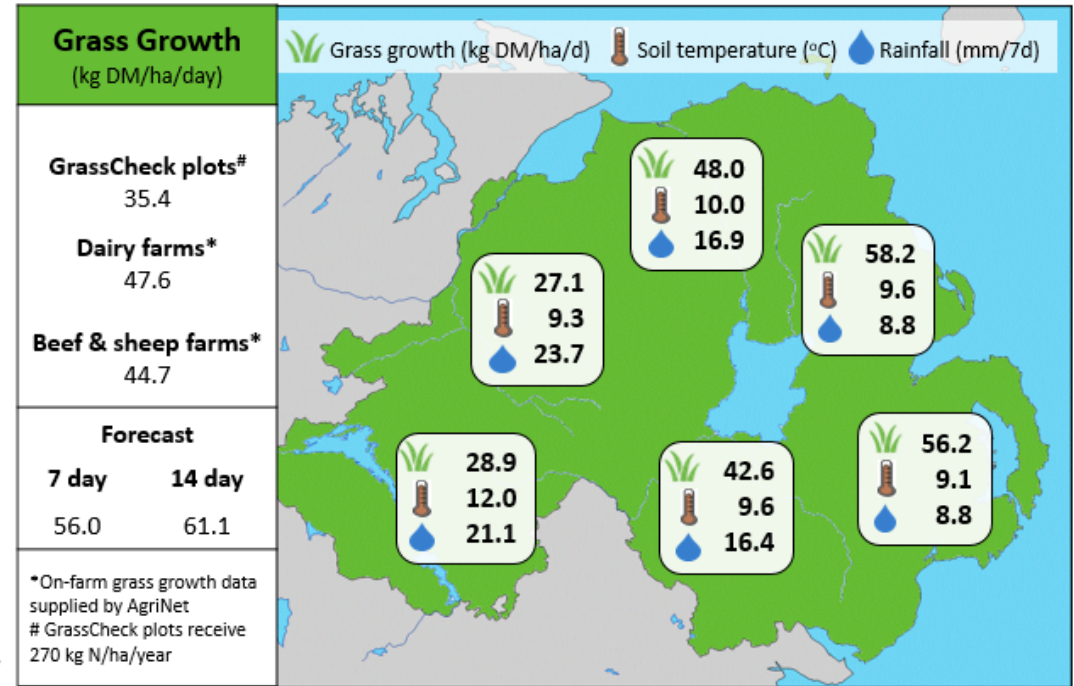 Grass Growth
(kg DM/ha/day)
GrassCheck plots#
35.4
Dairy farms*
47.6
Beef & sheep farms*
44.7
Forecast
7 day 14 day
56.0 61.1
*On-farm grass growth data
supplied by AgriNet
# GrassCheck plots receive
270 kg N/ha/year
Grass growth (kg DM/ha/d) Soil temperature (°C) Rainfall (mm/7d)
48.0
10.0
16.9
58.2
9.6
8.8
27.1
9.3
23.7
28.9
12.0
21.1
42.6
9.6
16.4
56.2
9.1
8.8